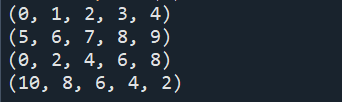 (0, 1, 2, 3, 4)
(5, 6, 7, 8, 9)
(0, 2, 4, 6, 8)
(10, 8, 6, 4, 2)